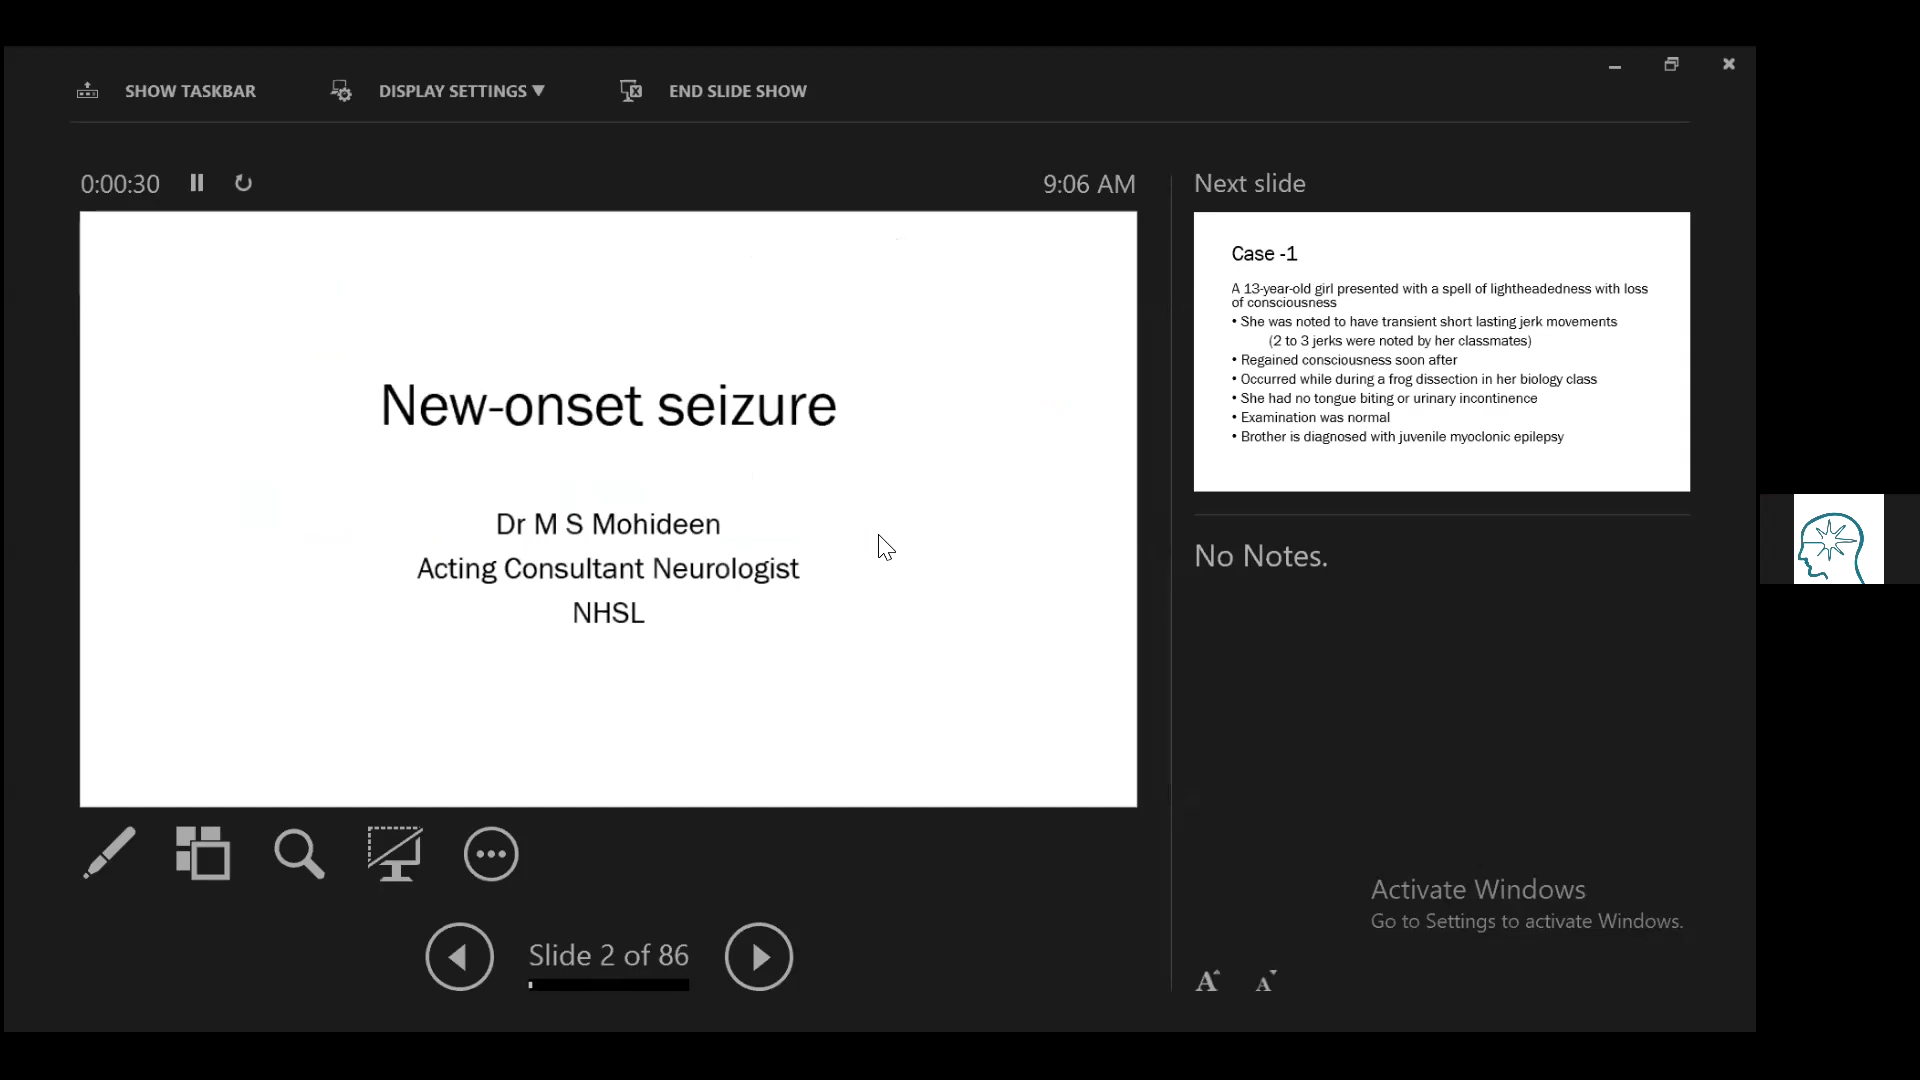 SHOW TASKBAR
DISPLAY SETTINGS ▼
END SLIDE SHOW
0:00:30
9:06 AM
New-onset seizure
Dr M S Mohideen
Acting Consultant Neurologist
NHSL
Slide 2 of 86
Next slide
Case -1
A 13-year-old girl presented with a spell of lightheadedness with loss
of consciousness
• She was noted to have transient short lasting jerk movements
(2 to 3 jerks were noted by her classmates)
• Regained consciousness soon after
• Occurred while during a frog dissection in her biology class
• She had no tongue biting or urinary incontinence
• Examination was normal
• Brother is diagnosed with juvenile myoclonic epilepsy
No Notes.
Activate Windows
Go to Settings to activate Windows.
A A